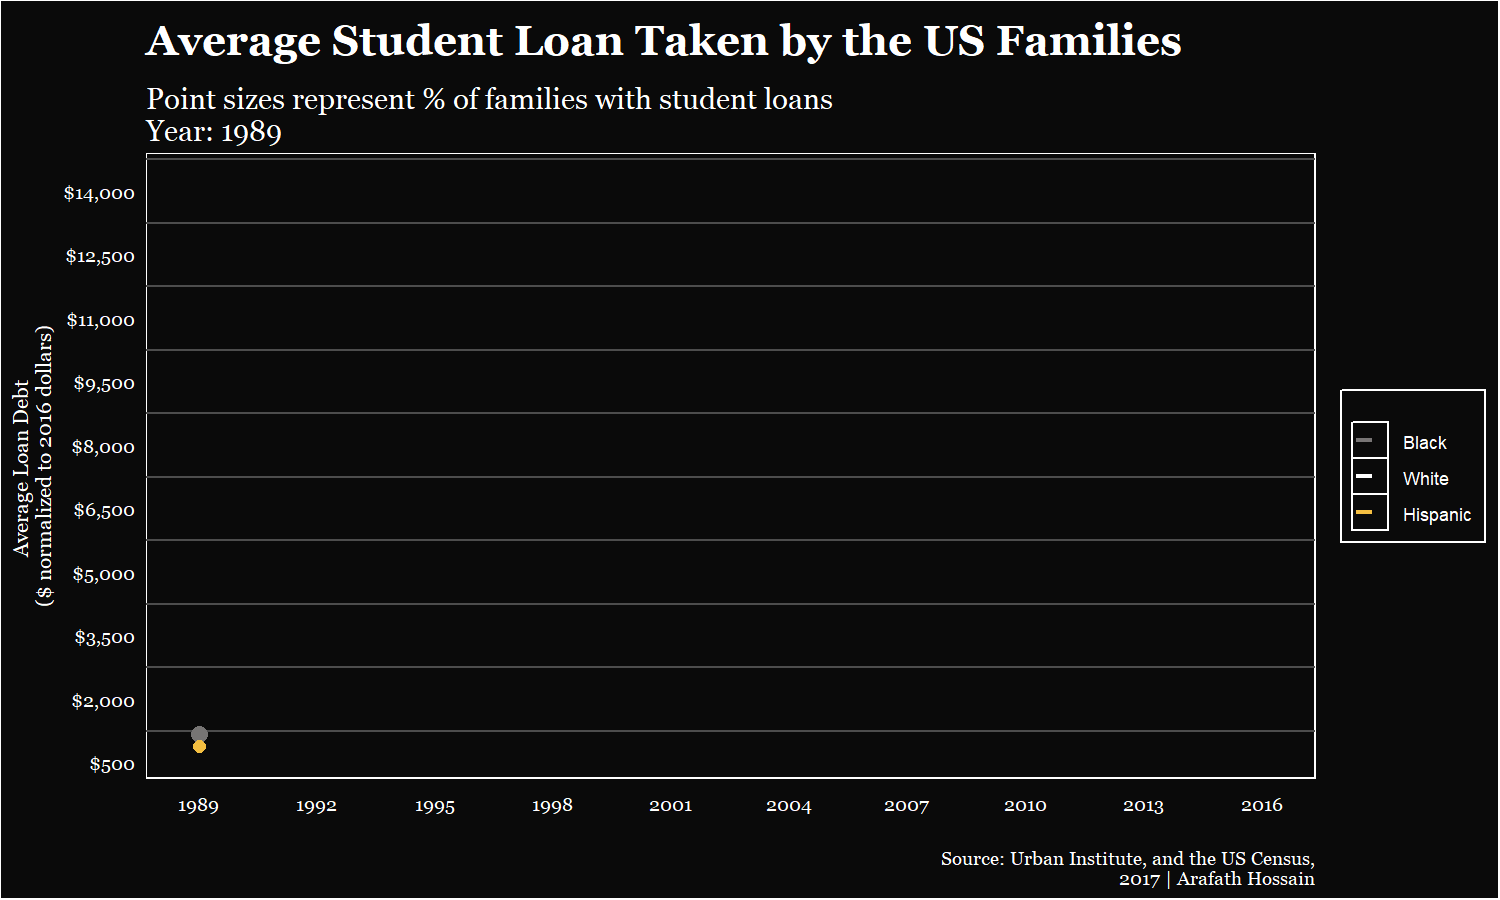 Average Student Loan Taken by the US Families
Point sizes represent % of families with student loans
Year: 1989
$14,000
$12,500
$11,000
$9,500
$8,000
$6,500
$5,000
$3,500
$2,000
$500
Average Loan Debt
($ normalized to 2016 dollars)
1989 1992 1995 1998 2001 2004 2007 2010 2013 2016
Black
White
Hispanic
Source: Urban Institute, and the US Census,
2017 | Arafath Hossain